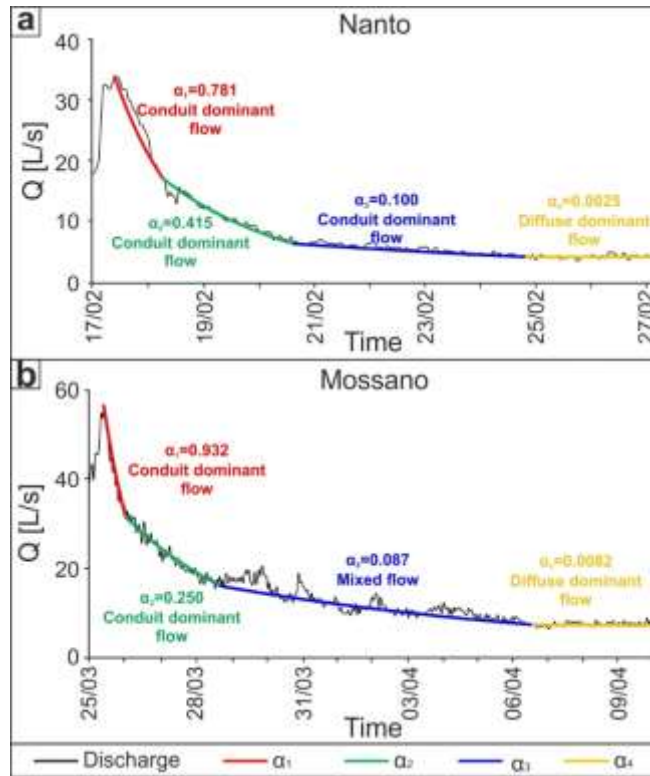 a
Nanto
40
30
20
10
0
Q [L/s]
α₁=0.781
Conduit dominant
flow
α₂=0.415
Conduit dominant
flow
α₃=0.100
Conduit dominant
flow
α₄=0.0025
Diffuse dominant
flow
17/02
19/02
21/02
23/02
25/02
27/02
Time
b
Mossano
60
40
20
0
Q [L/s]
α₁=0.932
Conduit dominant
flow
α₂=0.250
Conduit dominant
flow
α₃=0.087
Mixed flow
α₄=0.0082
Diffuse dominant
flow
25/03
28/03
31/03
03/04
06/04
09/04
Time
Discharge
α₁
α₂
α₃
α₄